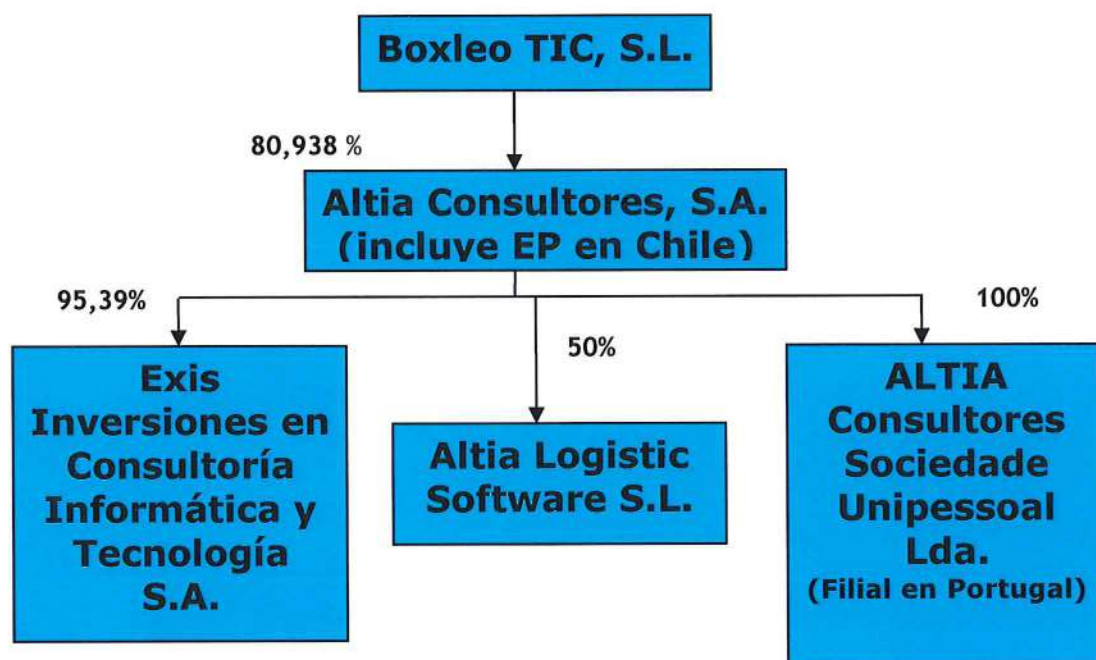 Boxleo TIC, S.L.
80,938 %
Altia Consultores, S.A.
(incluye EP en Chile)
95,39%
50%
100%
Exis
Inversiones en
Consultoría
Informática y
Tecnología
S.A.
Altia Logistic
Software S.L.
ALTIA
Consultores
Sociedade
Unipessoal
Lda.
(Filial en Portugal)